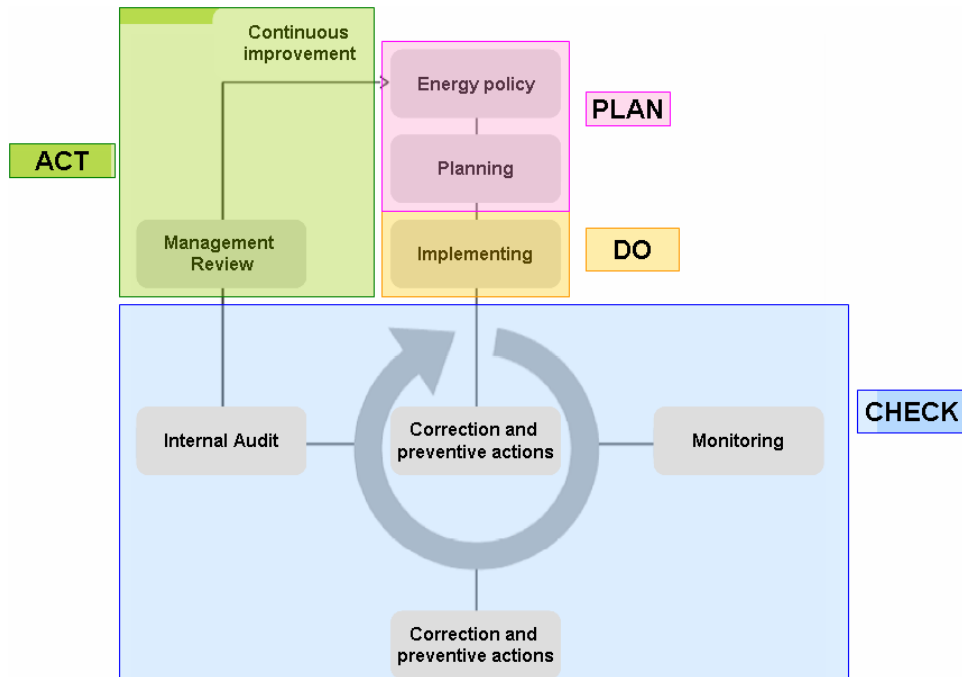 Continuous
improvement
Energy policy
PLAN
ACT
Planning
Management
Review
Implementing
DO
CHECK
Internal Audit
Correction and
preventive actions
Monitoring
Correction and
preventive actions